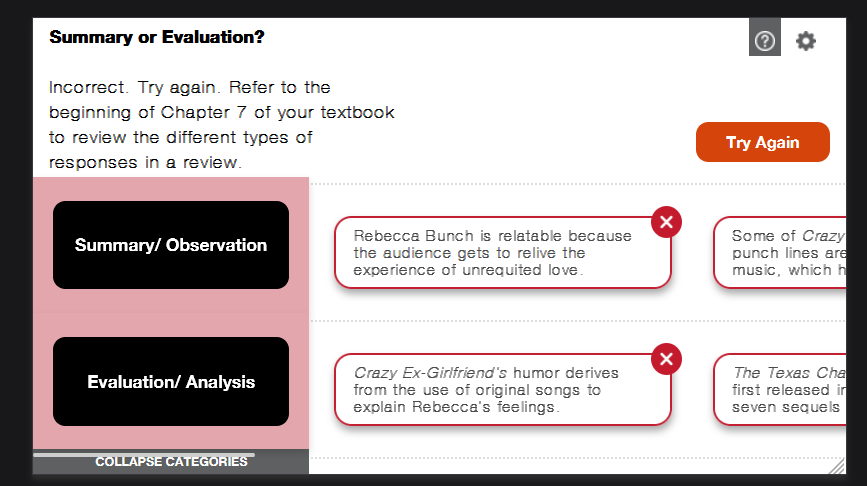 Summary or Evaluation?
Incorrect. Try again. Refer to the
beginning of Chapter 7 of your textbook
to review the different types of
responses in a review.
Try Again
Summary/ Observation
Rebecca Bunch is relatable because
the audience gets to relive the
experience of unrequited love.
Some of Crazy
punch lines are
music, which h
Evaluation/ Analysis
Crazy Ex-Girlfriend's humor derives
from the use of original songs to
explain Rebecca's feelings.
The Texas Cha
first released in
seven sequels
COLLAPSE CATEGORIES